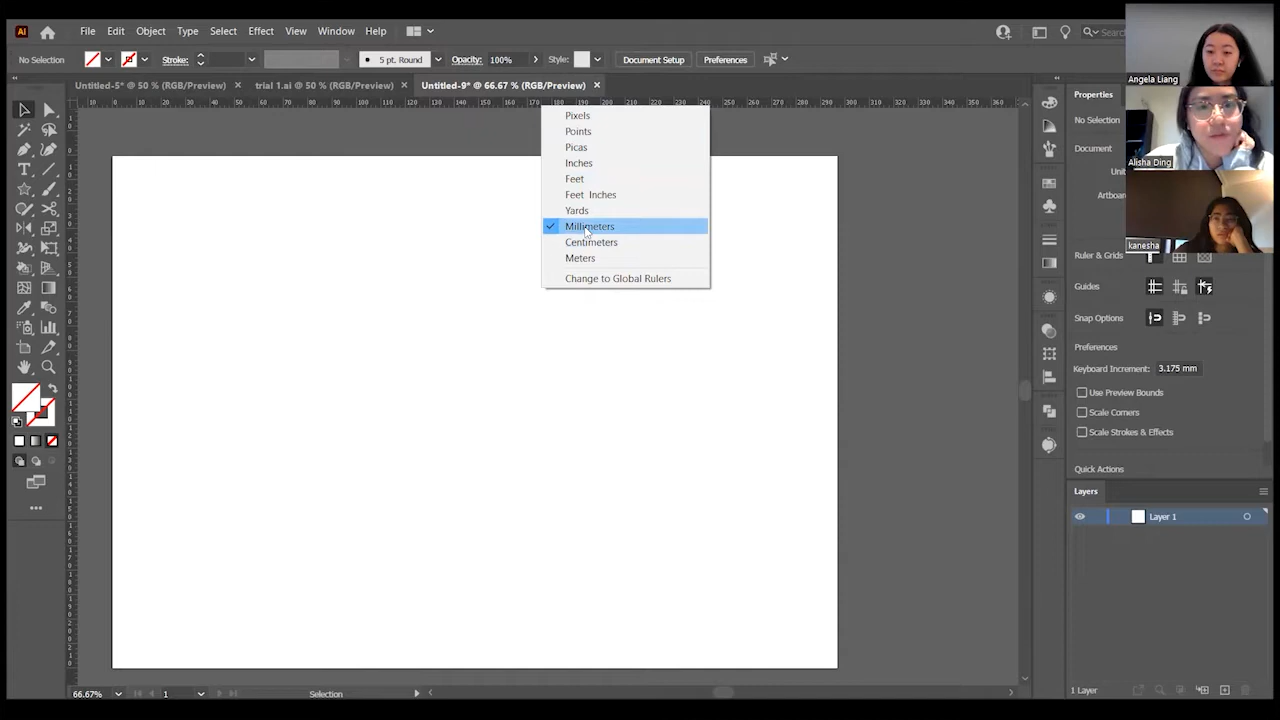 Ai File Edit Object Type Select Effect View Window Help
No Selection Stroke: 5 pt. Round Opacity: 100% Style: Document Setup Preferences
Untitled-5* @ 50 % (RGB/Preview) trial 1.ai @ 50 % (RGB/Preview) Untitled-9* @ 66.67 % (RGB/Preview)
Angela Liang
Alisha Ding
kanesha
Pixels
Points
Picas
Inches
Feet
Feet Inches
Yards
Millimeters
Centimeters
Meters
Change to Global Rulers
Properties
No Selection
Document
Ruler & Grids
Guides
Snap Options
Preferences
Keyboard Increment: 3.175 mm
Use Preview Bounds
Scale Corners
Scale Strokes & Effects
Quick Actions
Layers
Layer 1
1 Layer
66.67% 1 Selection